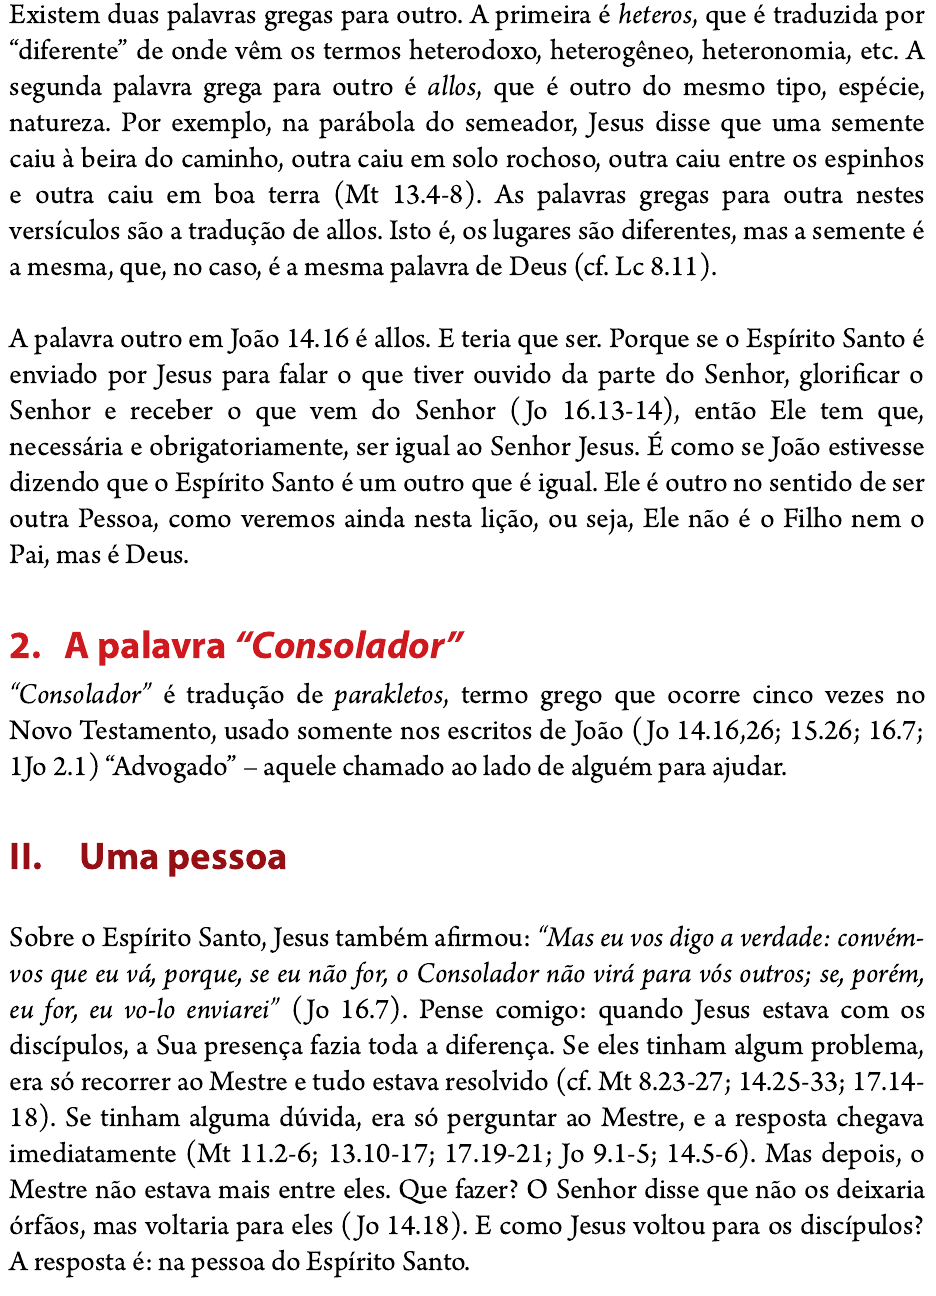 Existem duas palavras gregas para outro. A primeira é heteros, que é traduzida por
“diferente” de onde vêm os termos heterodoxo, heterogêneo, heteronomia, etc. A
segunda palavra grega para outro é allos, que é outro do mesmo tipo, espécie,
natureza. Por exemplo, na parábola do semeador, Jesus disse que uma semente
caiu à beira do caminho, outra caiu em solo rochoso, outra caiu entre os espinhos
e outra caiu em boa terra (Mt 13.4-8). As palavras gregas para outra nestes
versículos são a tradução de allos. Isto é, os lugares são diferentes, mas a semente é
a mesma, que, no caso, é a mesma palavra de Deus (cf. Lc 8.11).
A palavra outro em João 14.16 é allos. E teria que ser. Porque se o Espírito Santo é
enviado por Jesus para falar o que tiver ouvido da parte do Senhor, glorificar o
Senhor e receber o que vem do Senhor (Jo 16.13-14), então Ele tem que,
necessária e obrigatoriamente, ser igual ao Senhor Jesus. É como se João estivesse
dizendo que o Espírito Santo é um outro que é igual. Ele é outro no sentido de ser
outra Pessoa, como veremos ainda nesta lição, ou seja, Ele não é o Filho nem o
Pai, mas é Deus.
2. A palavra “Consolador”
“Consolador” é tradução de parakletos, termo grego que ocorre cinco vezes no
Novo Testamento, usado somente nos escritos de João (Jo 14.16,26; 15.26; 16.7;
1Jo 2.1) “Advogado” – aquele chamado ao lado de alguém para ajudar.
II. Uma pessoa
Sobre o Espírito Santo, Jesus também afirmou: “Mas eu vos digo a verdade: convém-
vos que eu vá, porque, se eu não for, o Consolador não virá para vós outros; se, porém,
eu for, eu vo-lo enviarei” (Jo 16.7). Pense comigo: quando Jesus estava com os
discípulos, a Sua presença fazia toda a diferença. Se eles tinham algum problema,
era só recorrer ao Mestre e tudo estava resolvido (cf. Mt 8.23-27; 14.25-33; 17.14-
18). Se tinham alguma dúvida, era só perguntar ao Mestre, e a resposta chegava
imediatamente (Mt 11.2-6; 13.10-17; 17.19-21; Jo 9.1-5; 14.5-6). Mas depois, o
Mestre não estava mais entre eles. Que fazer? O Senhor disse que não os deixaria
órfãos, mas voltaria para eles (Jo 14.18). E como Jesus voltou para os discípulos?
A resposta é: na pessoa do Espírito Santo.